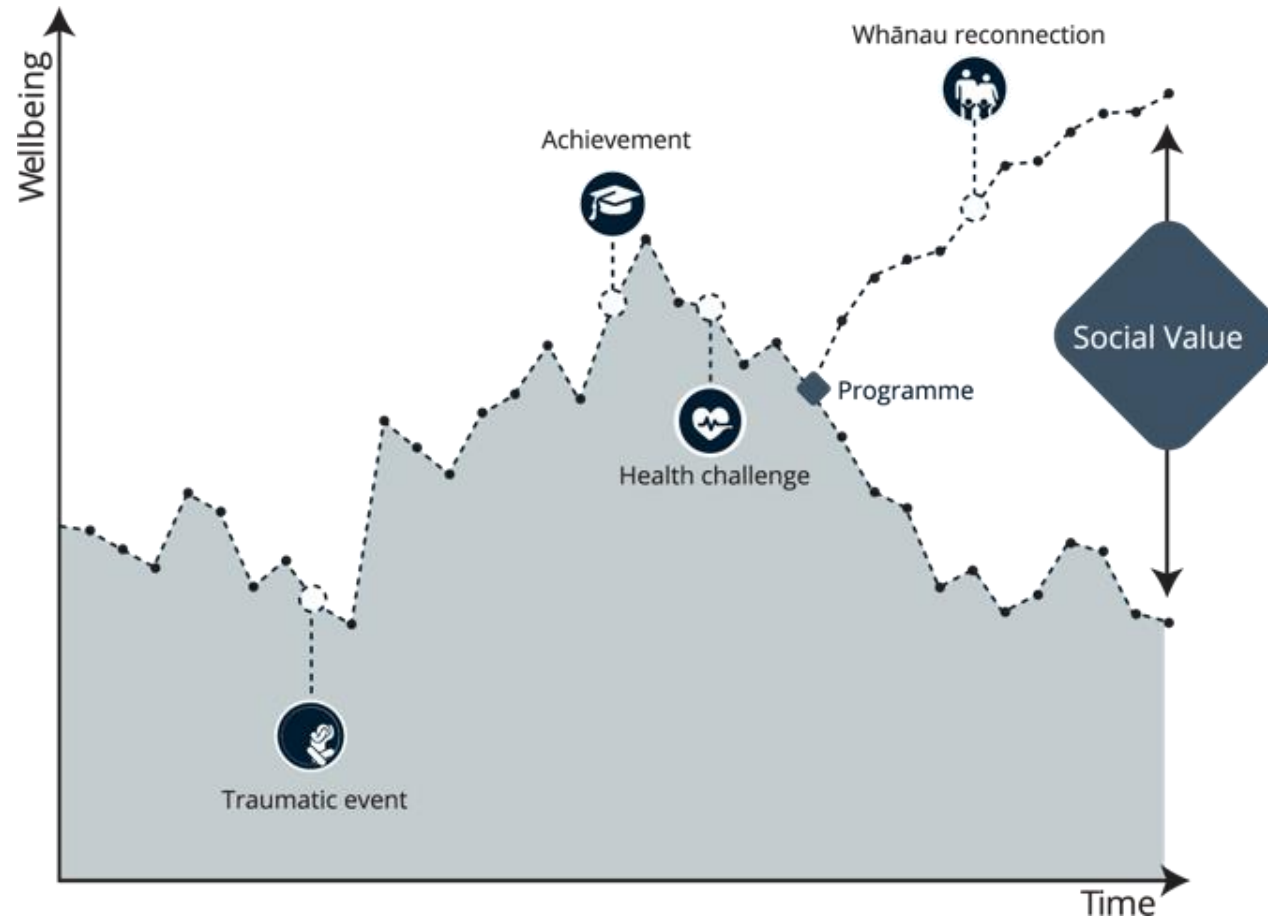 Whānau reconnection
Wellbeing
Achievement
Social Value
Programme
Health challenge
Traumatic event
Time